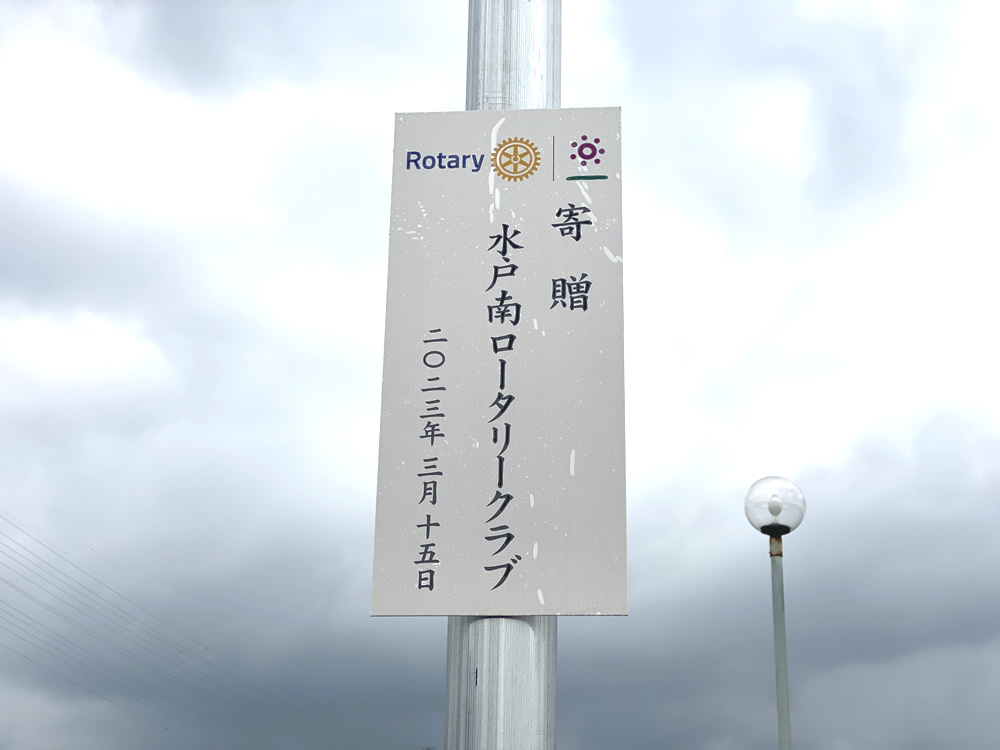 Rotary
寄贈
水戸南ロータリークラブ
二〇二三年三月十五日